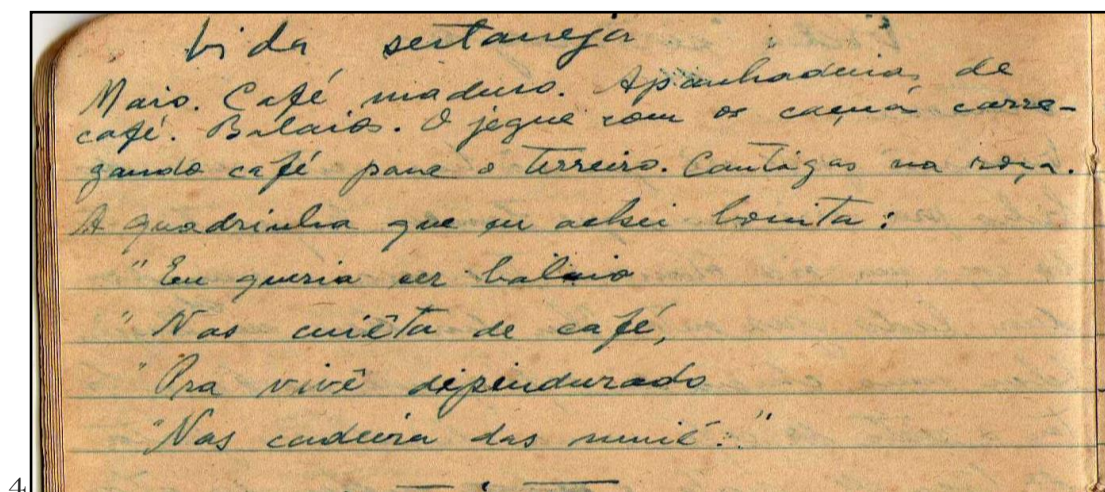 Vida sertaneja
Maio. Café maduro. Apanhadeiras de
café. Balaios. O jegue com os caçuá carre-
gando café para o terreiro. Cantigas na roça.
A quadrinha que eu achei bonita:
"Eu queria ser balaio
"Nas cuiêta de café,
"Pra vivê dipindurado
"Nas cadeira das muié."
4